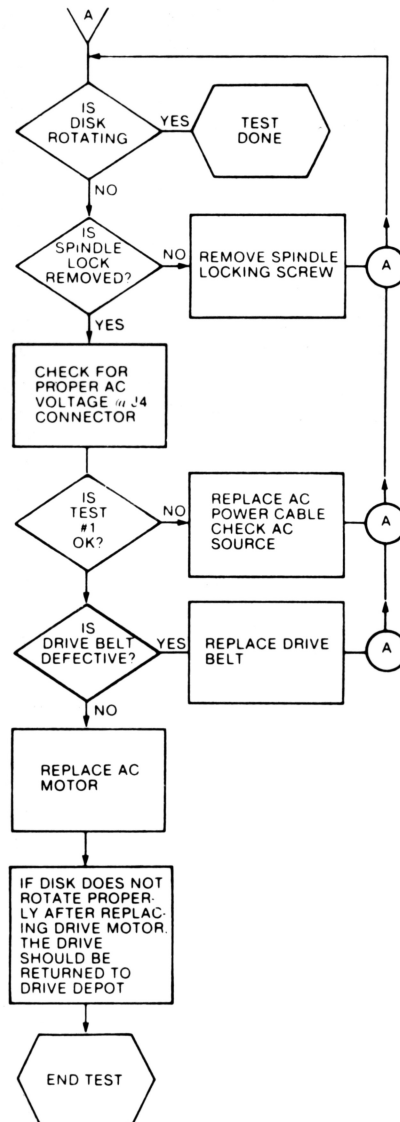 A
IS
DISK
ROTATING
YES
TEST
DONE
NO
IS
SPINDLE
LOCK
REMOVED?
NO
REMOVE SPINDLE
LOCKING SCREW
A
YES
CHECK FOR
PROPER AC
VOLTAGE J4
CONNECTOR
IS
TEST
#1
OK?
NO
REPLACE AC
POWER CABLE
CHECK AC
SOURCE
A
IS
DRIVE BELT
DEFECTIVE?
YES
REPLACE DRIVE
BELT
A
NO
REPLACE AC
MOTOR
IF DISK DOES NOT
ROTATE PROPER-
LY AFTER REPLAC-
ING DRIVE MOTOR.
THE DRIVE
SHOULD BE
RETURNED TO
DRIVE DEPOT
END TEST